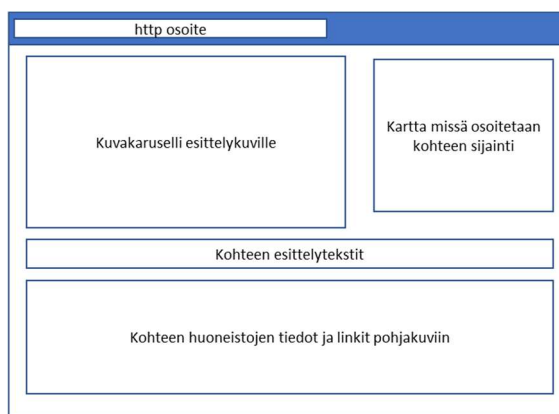 http osoite
Kuvakaruselli esittelykuville
Kartta missä osoitetaan
kohteen sijainti
Kohteen esittelytekstit
Kohteen huoneistojen tiedot ja linkit pohjakuviin